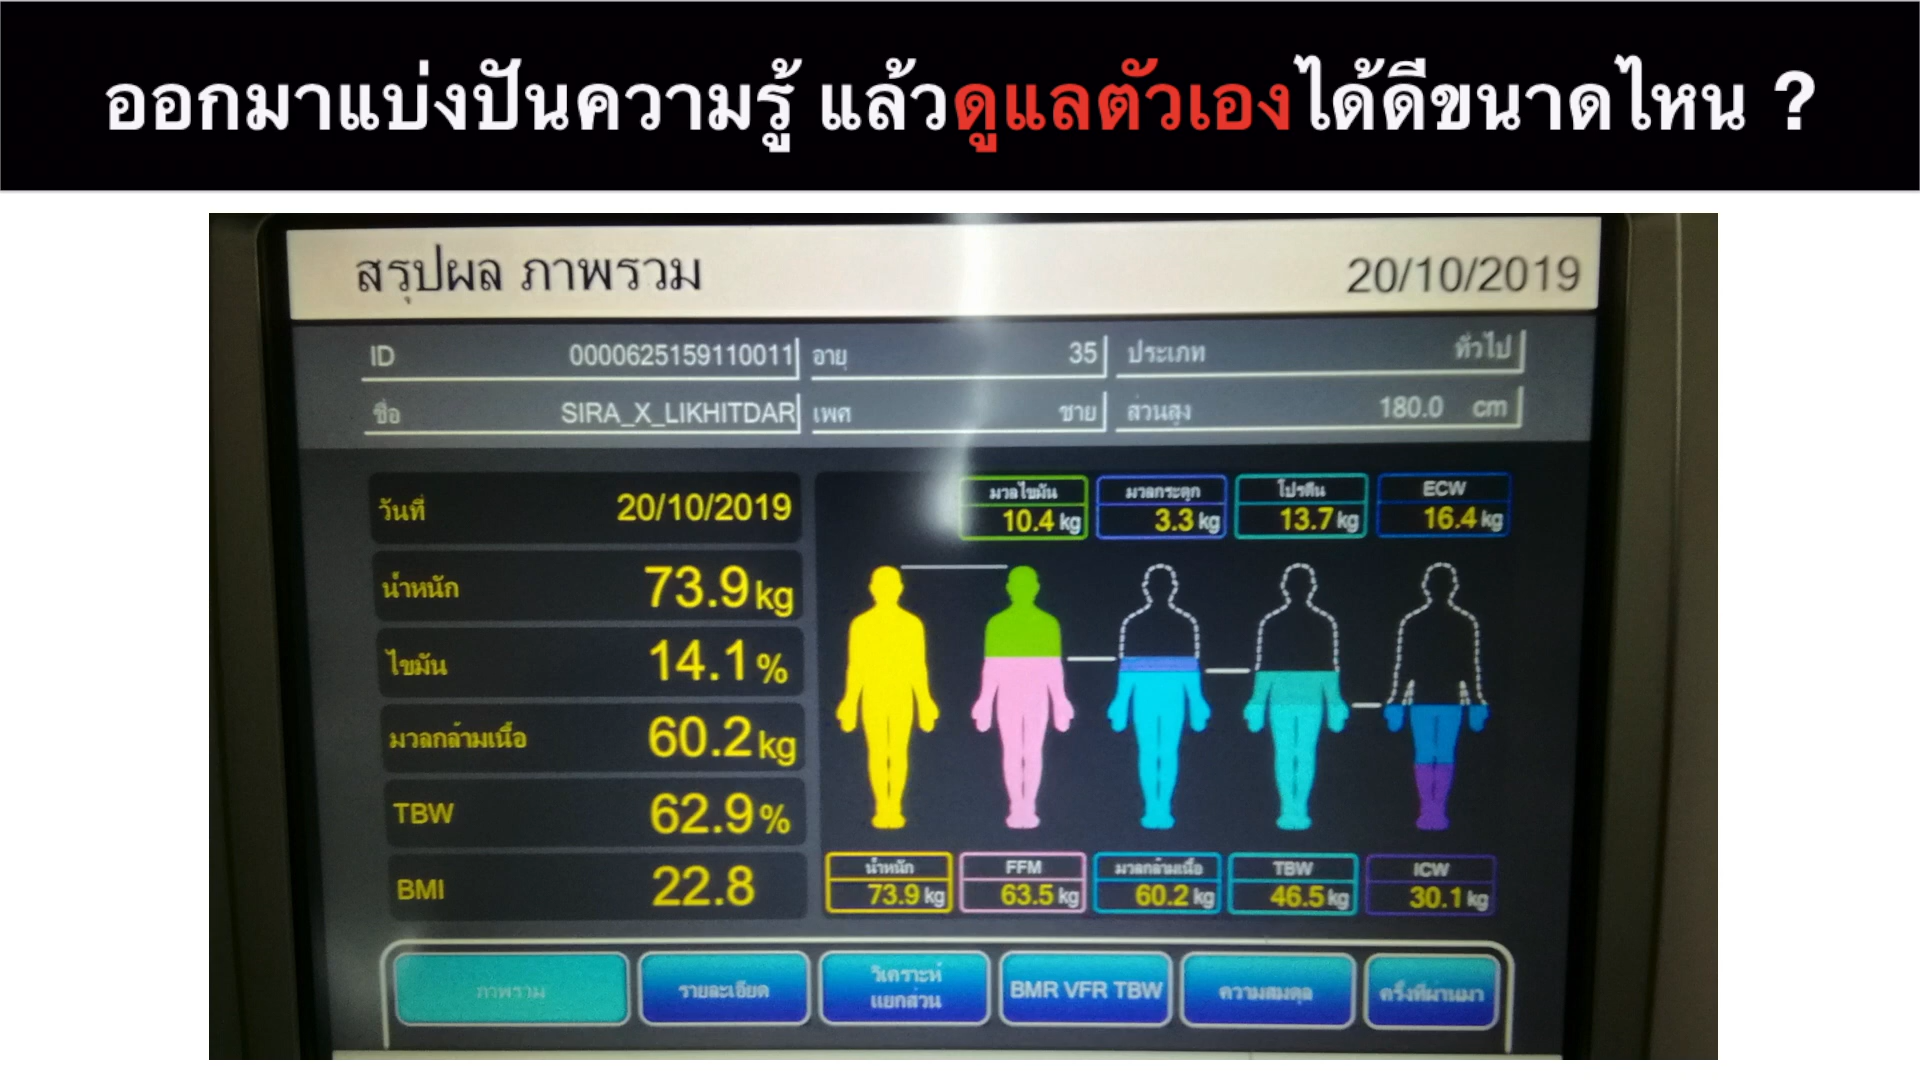 ออกมาแบ่งปันความรู้ แล้วดูแลตัวเองได้ดีขนาดไหน ?
สรุปผล ภาพรวม 20/10/2019
ID 0000625159110011 อายุ 35 ประเภท ทั่วไป
ชื่อ SIRA_X_LIKHITDAR เพศ ชาย ส่วนสูง 180.0 cm
มวลไขมัน มวลกระดูก โปรตีน ECW
10.4 kg 3.3 kg 13.7 kg 16.4 kg
วันที่ 20/10/2019
น้ำหนัก 73.9 kg
ไขมัน 14.1 %
มวลกล้ามเนื้อ 60.2 kg
TBW 62.9 %
BMI 22.8
น้ำหนัก FFM มวลกล้ามเนื้อ TBW ICW
73.9 kg 63.5 kg 60.2 kg 46.5 kg 30.1 kg
ภาพรวม
รายละเอียด
วิเคราะห์
แยกส่วน
BMR VFR TBW
ความสมดุล
ครั้งที่ผ่านมา